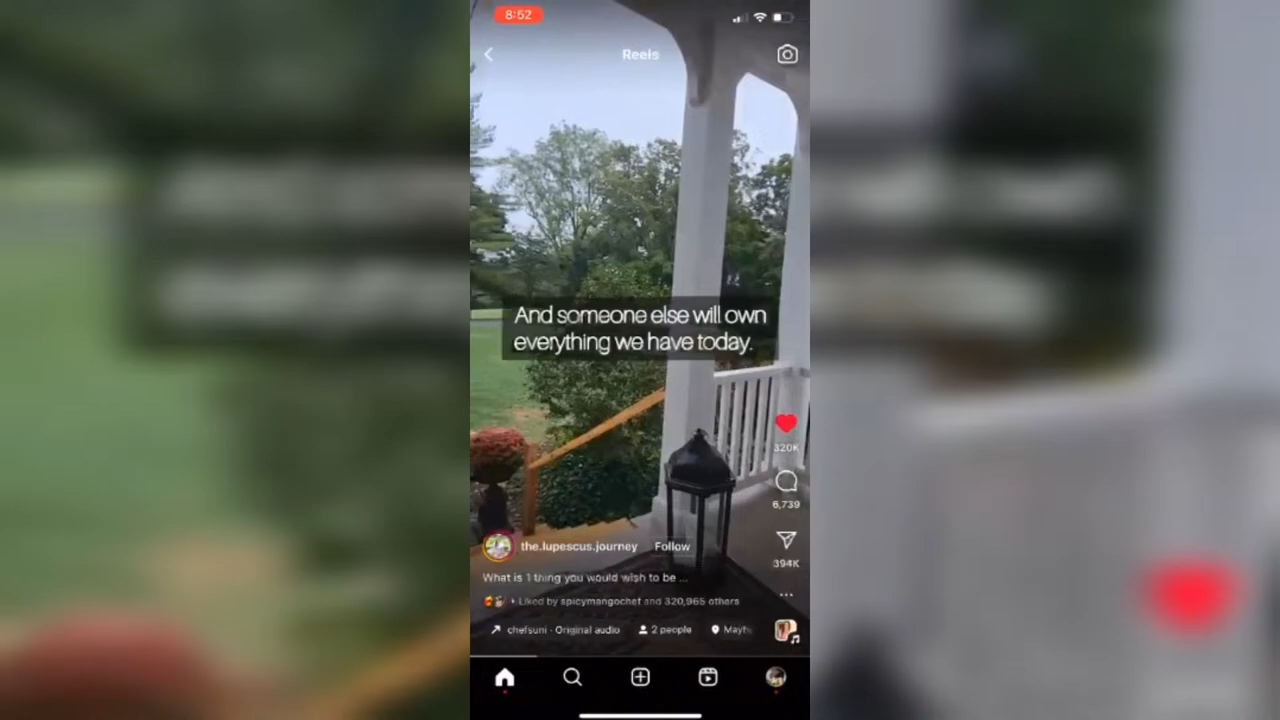 8:52
Reels
And someone else will own
everything we have today.
320K
6,739
the.lupescus.journey Follow
394K
What is 1 thing you would wish to be ...
Liked by spicymangochef and 320,965 others
chefsuni · Original audio 2 people Mayb